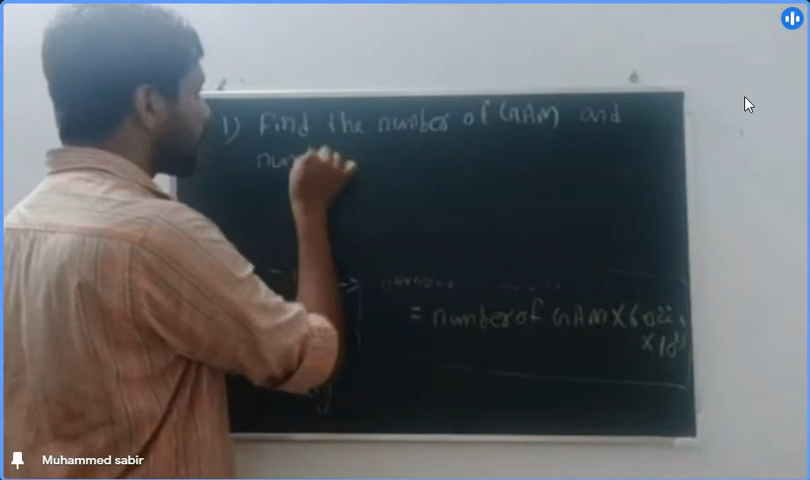 1) Find the number of GAM and
num
= number of GAM X 6.022
X 10
Muhammed sabir